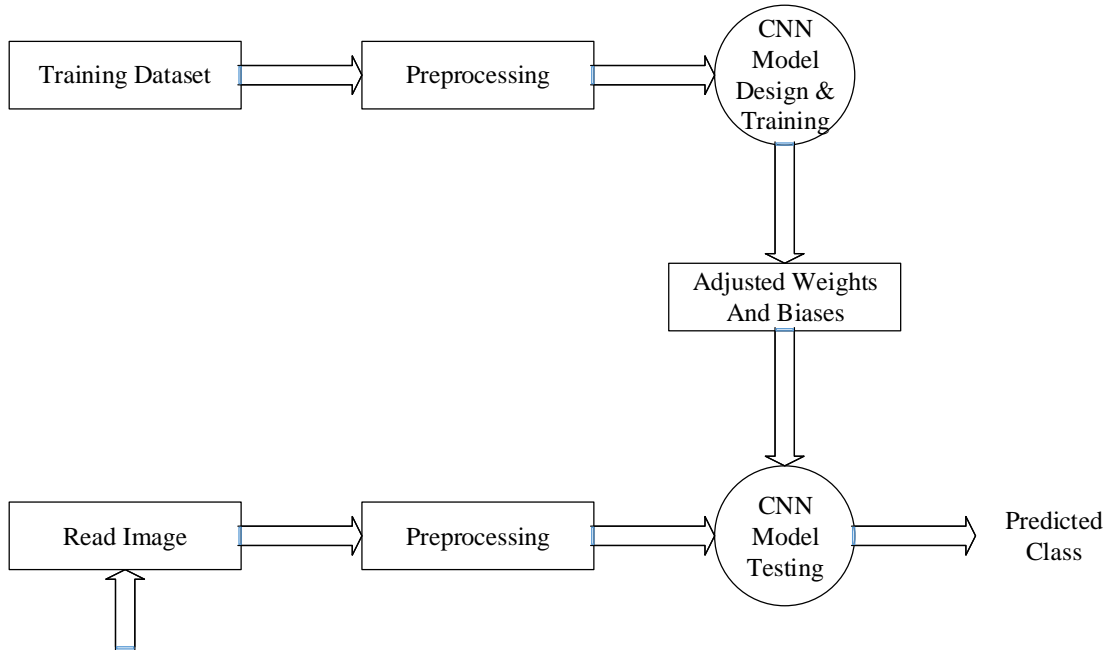 Training Dataset
Preprocessing
CNN
Model
Design &
Training
Adjusted Weights
And Biases
Read Image
Preprocessing
CNN
Model
Testing
Predicted
Class